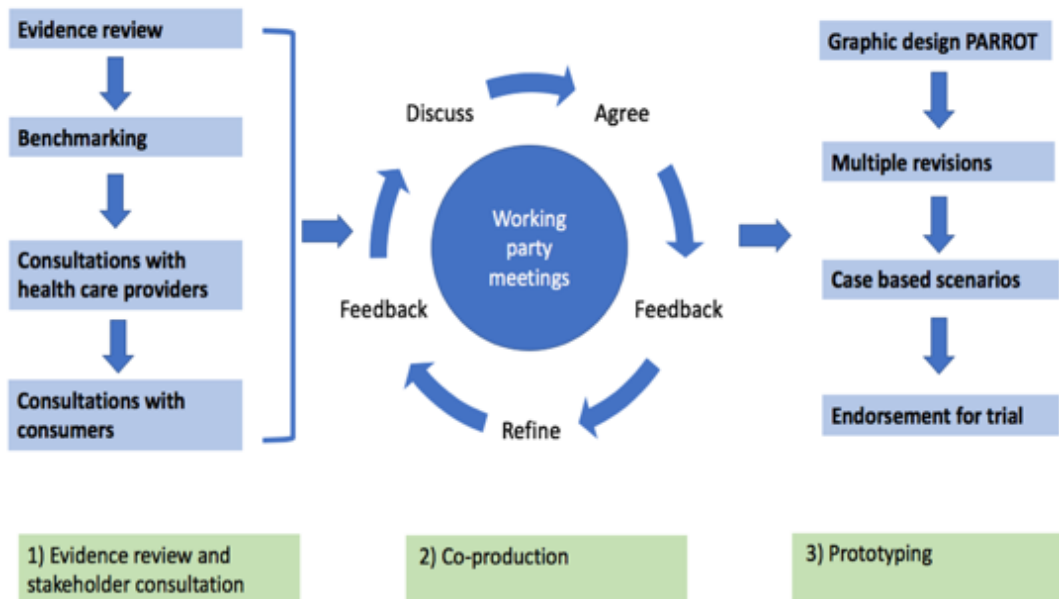 Evidence review
Benchmarking
Consultations with
health care providers
Consultations with
consumers
Discuss
Agree
Working
party
meetings
Feedback
Feedback
Refine
Graphic design PARROT
Multiple revisions
Case based scenarios
Endorsement for trial
1) Evidence review and
stakeholder consultation
2) Co-production
3) Prototyping